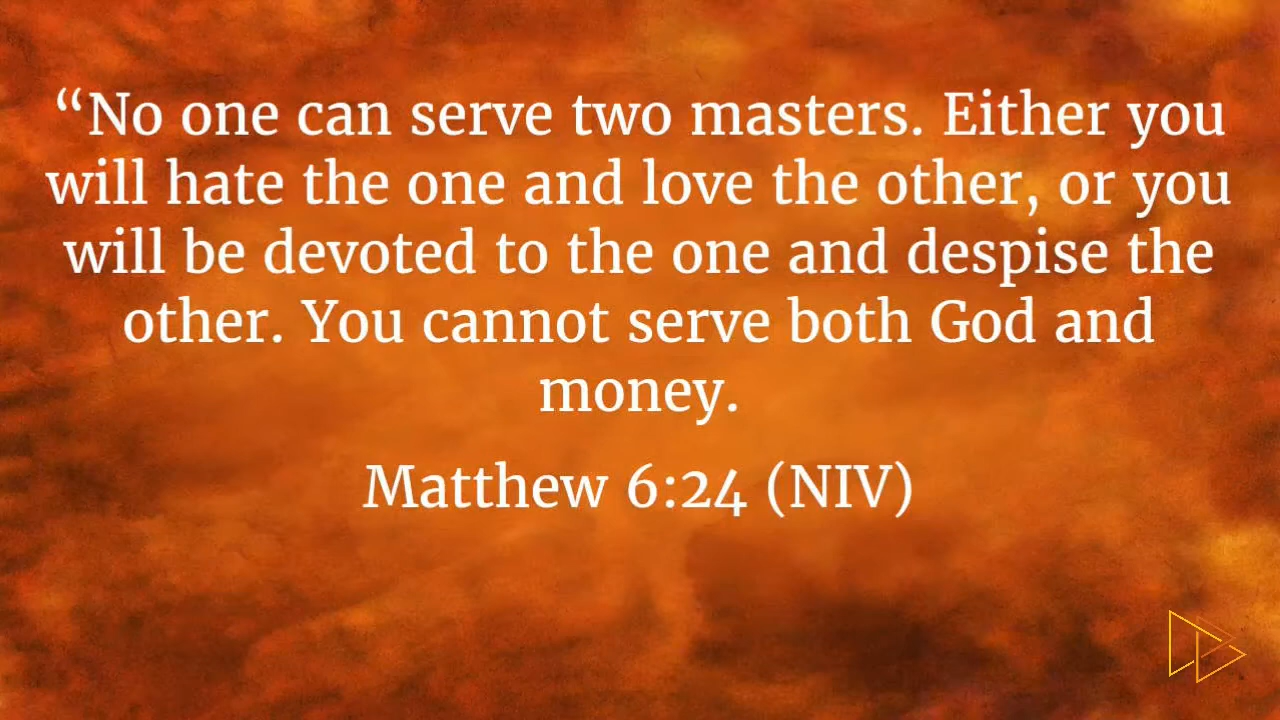 “No one can serve two masters. Either you
will hate the one and love the other, or you
will be devoted to the one and despise the
other. You cannot serve both God and
money.
Matthew 6:24 (NIV)